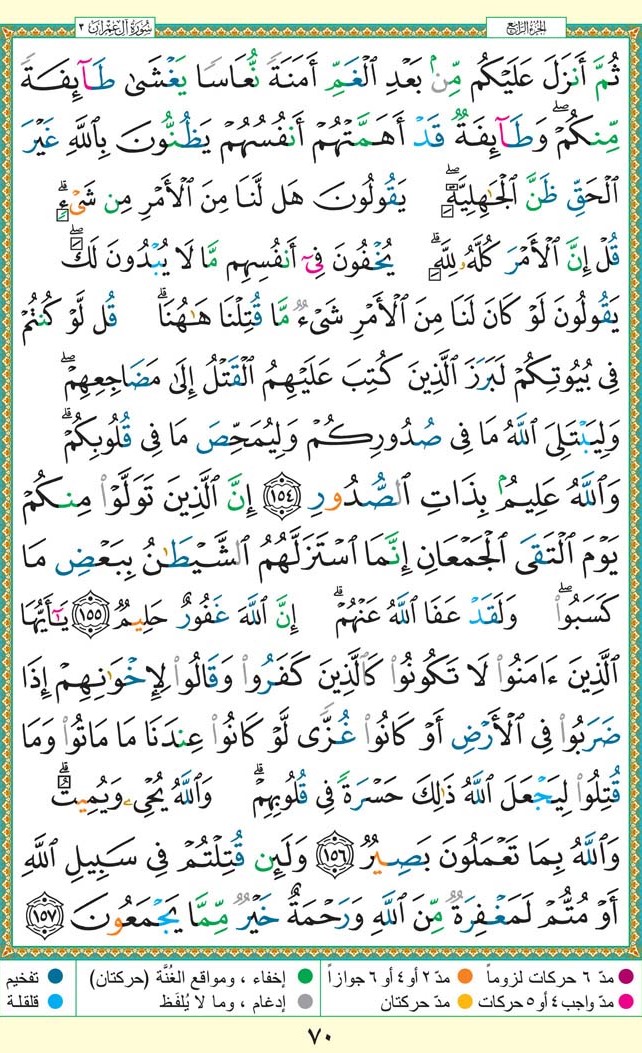 الجزء الرابع
سورة آل عمران ٣
ثُمَّ أَنزَلَ عَلَيْكُم مِّنۢ بَعْدِ ٱلْغَمِّ أَمَنَةً نُّعَاسًا يَغْشَىٰ طَآئِفَةً
مِّنكُمْ ۖ وَطَآئِفَةٌ قَدْ أَهَمَّتْهُمْ أَنفُسُهُمْ يَظُنُّونَ بِٱللَّهِ غَيْرَ
ٱلْحَقِّ ظَنَّ ٱلْجَٰهِلِيَّةِ ۖ يَقُولُونَ هَل لَّنَا مِنَ ٱلْأَمْرِ مِن شَىْءٍ ۗ
قُلْ إِنَّ ٱلْأَمْرَ كُلَّهُۥ لِلَّهِ ۗ يُخْفُونَ فِىٓ أَنفُسِهِم مَّا لَا يُبْدُونَ لَكَ ۖ
يَقُولُونَ لَوْ كَانَ لَنَا مِنَ ٱلْأَمْرِ شَىْءٌ مَّا قُتِلْنَا هَٰهُنَا ۗ قُل لَّوْ كُنتُمْ
فِى بُيُوتِكُمْ لَبَرَزَ ٱلَّذِينَ كُتِبَ عَلَيْهِمُ ٱلْقَتْلُ إِلَىٰ مَضَاجِعِهِمْ ۖ
وَلِيَبْتَلِىَ ٱللَّهُ مَا فِى صُدُورِكُمْ وَلِيُمَحِّصَ مَا فِى قُلُوبِكُمْ ۗ
وَٱللَّهُ عَلِيمٌۢ بِذَاتِ ٱلصُّدُورِ ١٥٤ إِنَّ ٱلَّذِينَ تَوَلَّوْا۟ مِنكُمْ
يَوْمَ ٱلْتَقَى ٱلْجَمْعَانِ إِنَّمَا ٱسْتَزَلَّهُمُ ٱلشَّيْطَٰنُ بِبَعْضِ مَا
كَسَبُوا۟ ۖ وَلَقَدْ عَفَا ٱللَّهُ عَنْهُمْ ۗ إِنَّ ٱللَّهَ غَفُورٌ حَلِيمٌ ١٥٥ يَٰٓأَيُّهَا
ٱلَّذِينَ ءَامَنُوا۟ لَا تَكُونُوا۟ كَٱلَّذِينَ كَفَرُوا۟ وَقَالُوا۟ لِإِخْوَٰنِهِمْ إِذَا
ضَرَبُوا۟ فِى ٱلْأَرْضِ أَوْ كَانُوا۟ غُزًّى لَّوْ كَانُوا۟ عِندَنَا مَا مَاتُوا۟ وَمَا
قُتِلُوا۟ لِيَجْعَلَ ٱللَّهُ ذَٰلِكَ حَسْرَةً فِى قُلُوبِهِمْ ۗ وَٱللَّهُ يُحْىِۦ وَيُمِيتُ ۗ
وَٱللَّهُ بِمَا تَعْمَلُونَ بَصِيرٌ ١٥٦ وَلَئِن قُتِلْتُمْ فِى سَبِيلِ ٱللَّهِ
أَوْ مُتُّمْ لَمَغْفِرَةٌ مِّنَ ٱللَّهِ وَرَحْمَةٌ خَيْرٌ مِّمَّا يَجْمَعُونَ ١٥٧
مدّ ٦ حركات لزوماً مدّ ٢ أو ٤ أو ٦ جوازاً إخفاء ، ومواقع الغُنَّة (حركتان) تفخيم
مدّ واجب ٤ أو ٥ حركات مدّ حركتان إدغام ، وما لا يُلفَظ قلقلة
٧٠